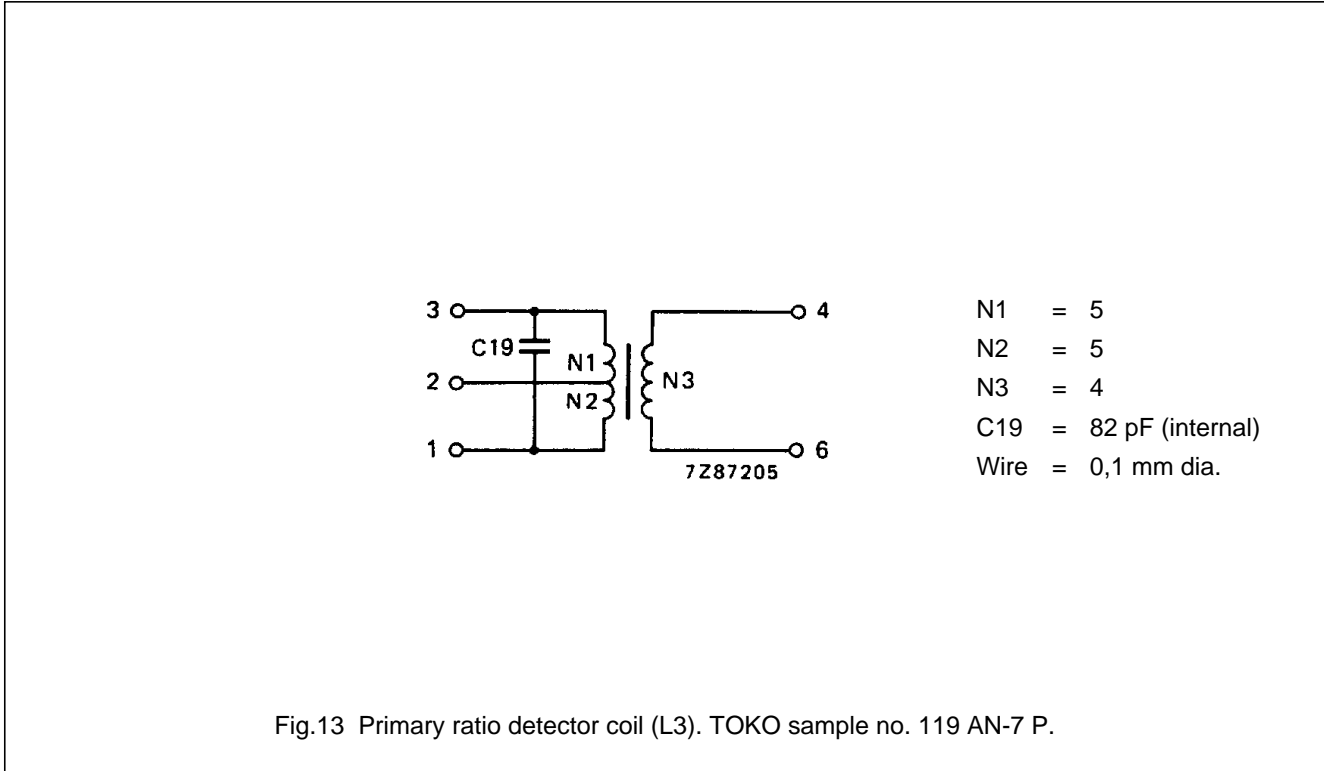 3
C19
N1
2
N2
1
4
N3
6
7Z87205
N1 = 5
N2 = 5
N3 = 4
C19 = 82 pF (internal)
Wire = 0,1 mm dia.
Fig.13 Primary ratio detector coil (L3). TOKO sample no. 119 AN-7 P.